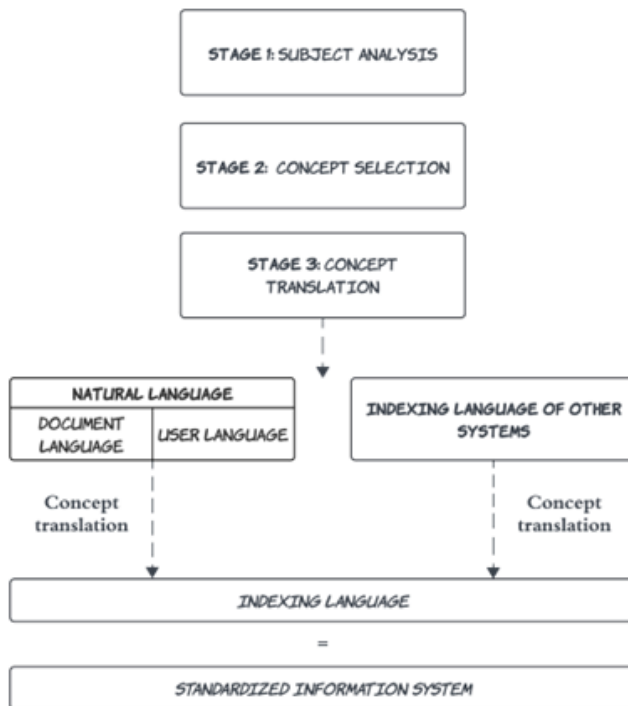 STAGE 1: SUBJECT ANALYSIS
STAGE 2: CONCEPT SELECTION
STAGE 3: CONCEPT
TRANSLATION
NATURAL LANGUAGE
DOCUMENT
LANGUAGE
USER LANGUAGE
INDEXING LANGUAGE OF OTHER
SYSTEMS
Concept
translation
Concept
translation
INDEXING LANGUAGE
=
STANDARDIZED INFORMATION SYSTEM